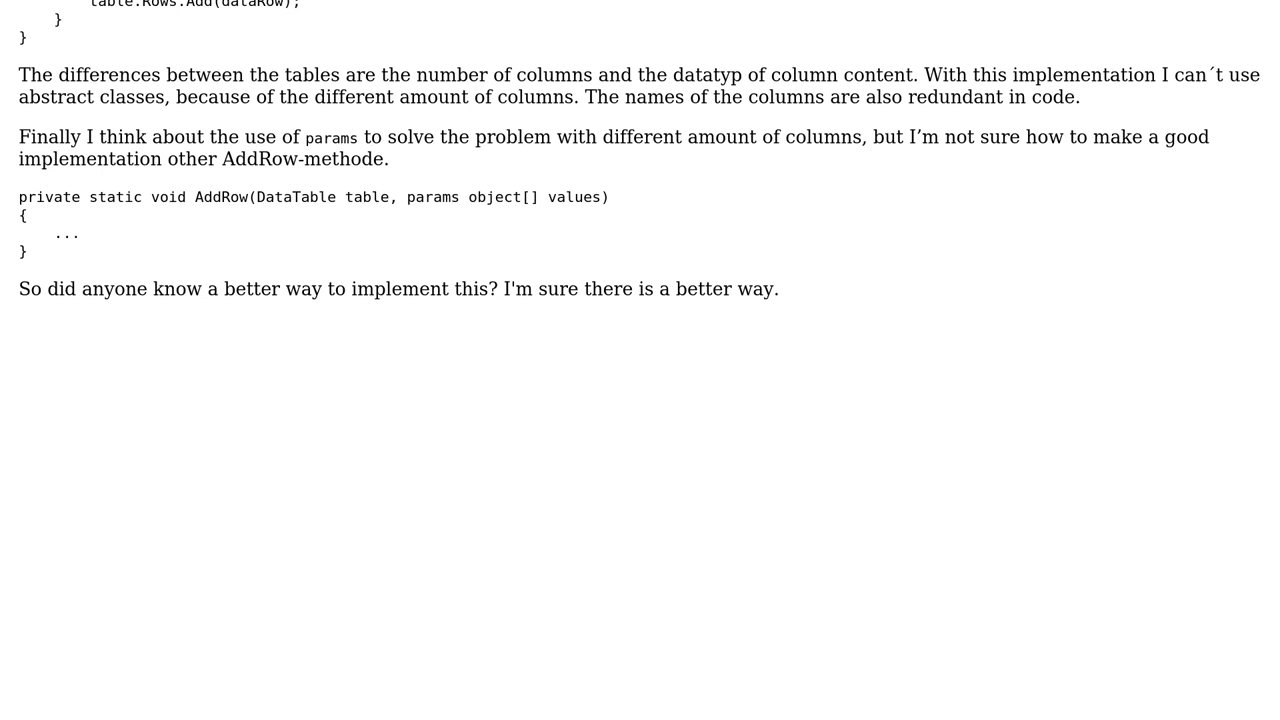 table.Rows.Add(dataRow);
    }
}
The differences between the tables are the number of columns and the datatyp of column content. With this implementation I can´t use
abstract classes, because of the different amount of columns. The names of the columns are also redundant in code.
Finally I think about the use of params to solve the problem with different amount of columns, but I’m not sure how to make a good
implementation other AddRow-methode.
private static void AddRow(DataTable table, params object[] values)
{
    ...
}
So did anyone know a better way to implement this? I'm sure there is a better way.